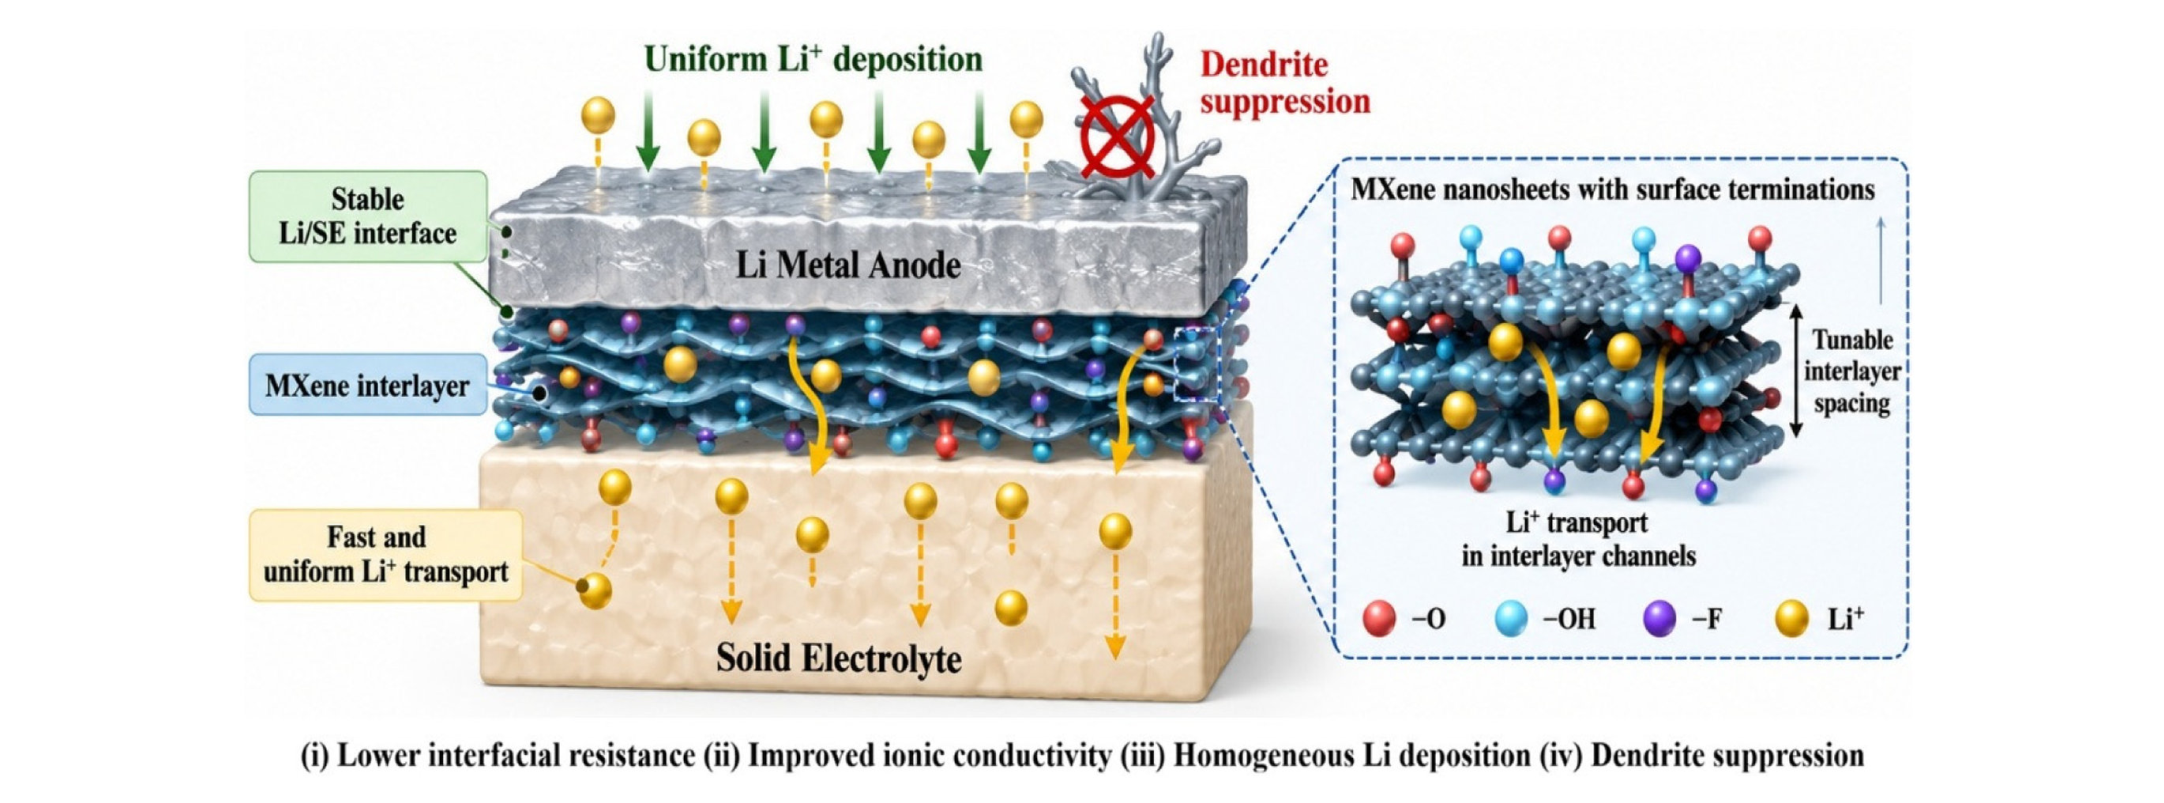 Uniform Li⁺ deposition
Dendrite
suppression
Stable
Li/SE interface
Li Metal Anode
MXene interlayer
Fast and
uniform Li⁺ transport
Solid Electrolyte
MXene nanosheets with surface terminations
Tunable
interlayer
spacing
Li⁺ transport
in interlayer channels
–O
–OH
–F
Li⁺
(i) Lower interfacial resistance (ii) Improved ionic conductivity (iii) Homogeneous Li deposition (iv) Dendrite suppression